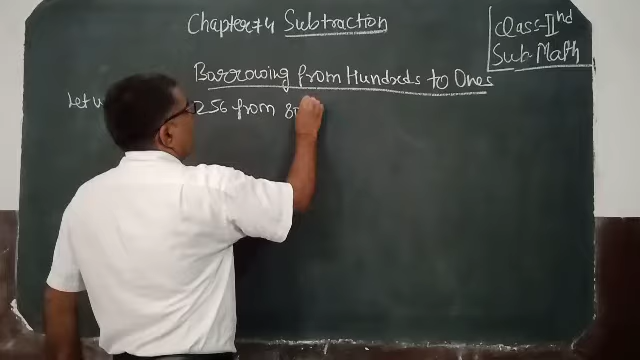 Chapter-4 Subtraction
Class-IInd
Sub-Math
Borrowing from Hundreds to Ones
Let 256 from